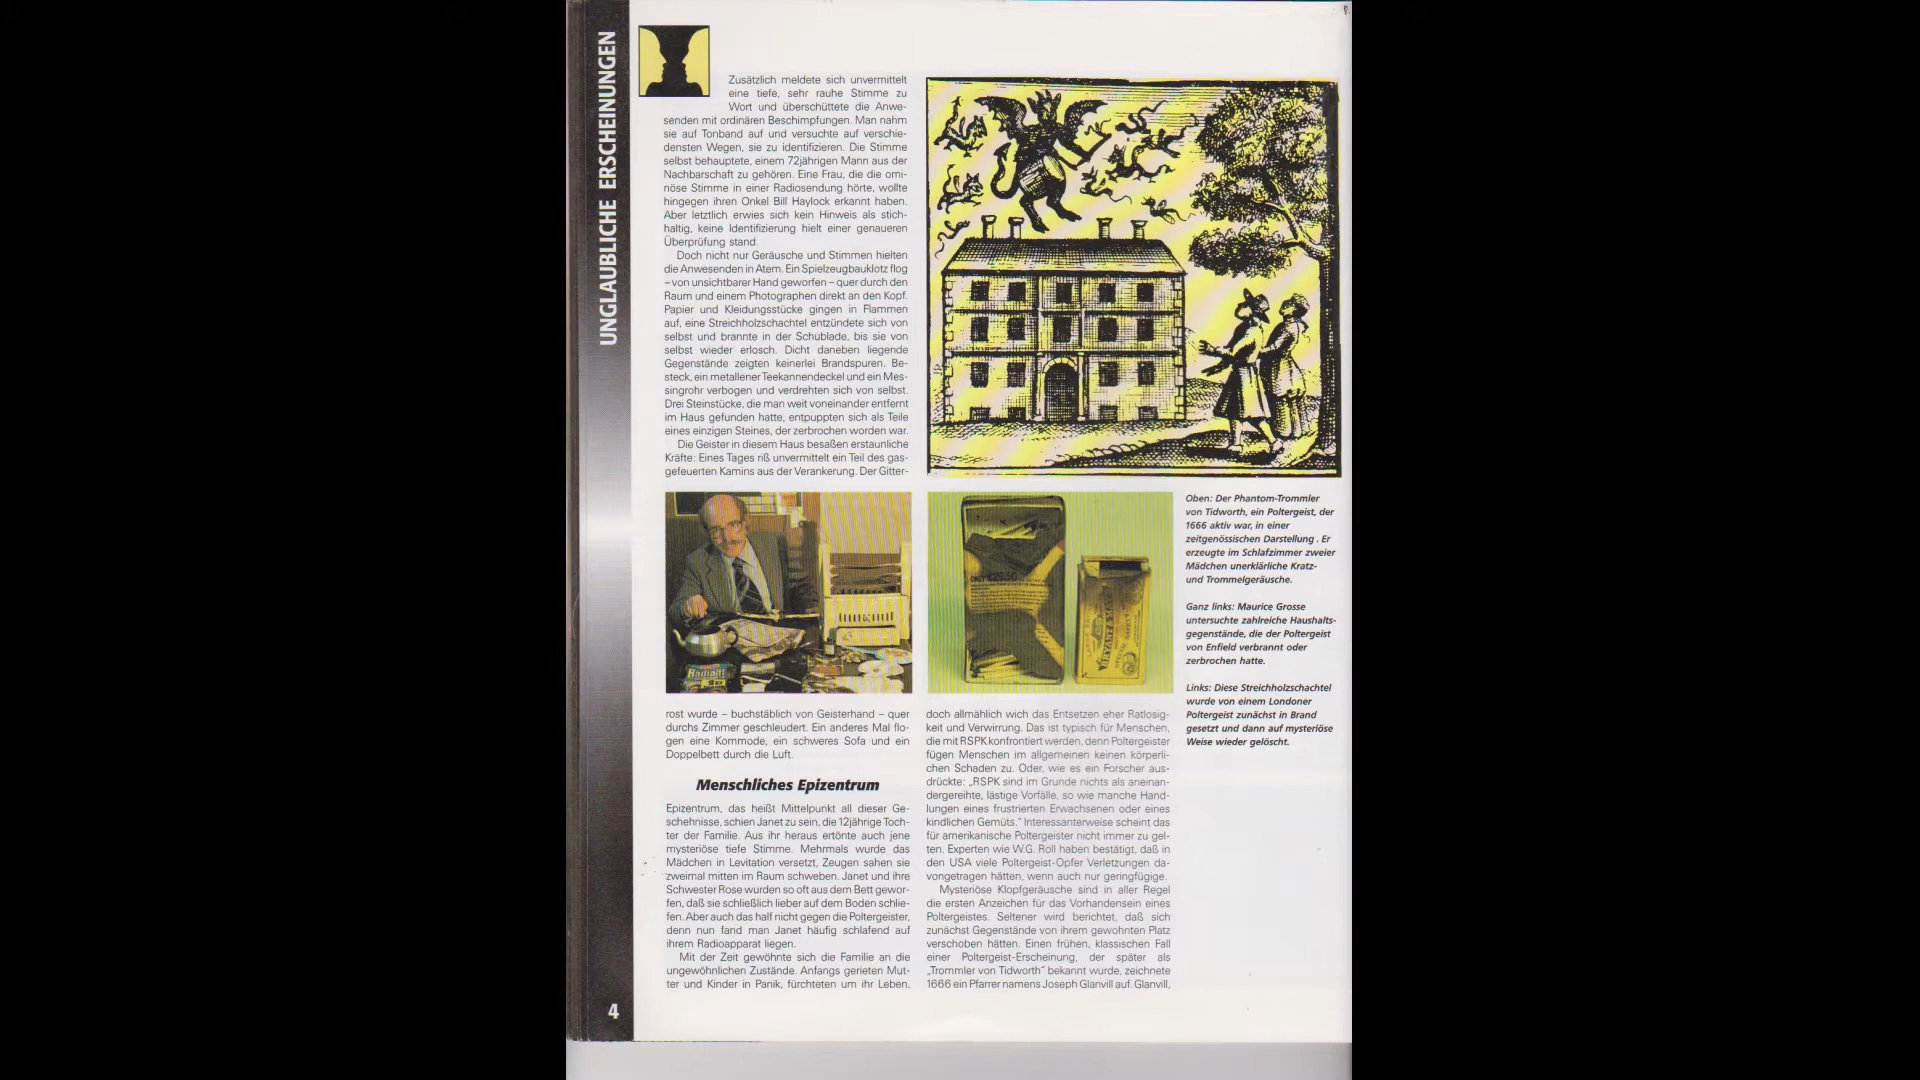 UNGLAUBLICHE ERSCHEINUNGEN
Zusätzlich meldete sich unvermittelt
eine tiefe, sehr rauhe Stimme zu
Wort und überschüttete die Anwe-
senden mit ordinären Beschimpfungen. Man nahm
sie auf Tonband auf und versuchte auf verschie-
densten Wegen, sie zu identifizieren. Die Stimme
selbst behauptete, einem 72jährigen Mann aus der
Nachbarschaft zu gehören. Eine Frau, die die omi-
nöse Stimme in einer Radiosendung hörte, wollte
hingegen ihren Onkel Bill Haylock erkannt haben.
Aber letztlich erwies sich kein Hinweis als stich-
haltig, keine Identifizierung hielt einer genaueren
Überprüfung stand.
Doch nicht nur Geräusche und Stimmen hielten
die Anwesenden in Atem. Ein Spielzeugbauklotz flog
– von unsichtbarer Hand geworfen – quer durch den
Raum und einem Photographen direkt an den Kopf.
Papier und Kleidungsstücke gingen in Flammen
auf, eine Streichholzschachtel entzündete sich von
selbst und brannte in der Schublade, bis sie von
selbst wieder erlosch. Dicht daneben liegende
Gegenstände zeigten keinerlei Brandspuren. Be-
steck, ein metallener Teekannendeckel und ein Mes-
singrohr verbogen und verdrehten sich von selbst.
Drei Steinstücke, die man weit voneinander entfernt
im Haus gefunden hatte, entpuppten sich als Teile
eines einzigen Steines, der zerbrochen worden war.
Die Geister in diesem Haus besaßen erstaunliche
Kräfte: Eines Tages riß unvermittelt ein Teil des gas-
gefeuerten Kamins aus der Verankerung. Der Gitter-
rost wurde – buchstäblich von Geisterhand – quer
durchs Zimmer geschleudert. Ein anderes Mal flo-
gen eine Kommode, ein schweres Sofa und ein
Doppelbett durch die Luft.
Menschliches Epizentrum
Epizentrum, das heißt Mittelpunkt all dieser Ge-
schehnisse, schien Janet zu sein, die 12jährige Toch-
ter der Familie. Aus ihr heraus ertönte auch jene
mysteriöse tiefe Stimme. Mehrmals wurde das
Mädchen in Levitation versetzt, Zeugen sahen sie
zweimal mitten im Raum schweben. Janet und ihre
Schwester Rose wurden so oft aus dem Bett gewor-
fen, daß sie schließlich lieber auf dem Boden schlie-
fen. Aber auch das half nicht gegen die Poltergeister,
denn nun fand man Janet häufig schlafend auf
ihrem Radioapparat liegen.
Mit der Zeit gewöhnte sich die Familie an die
ungewöhnlichen Zustände. Anfangs gerieten Mut-
ter und Kinder in Panik, fürchteten um ihr Leben,
doch allmählich wich das Entsetzen eher Ratlosig-
keit und Verwirrung. Das ist typisch für Menschen,
die mit RSPK konfrontiert werden, denn Poltergeister
fügen Menschen im allgemeinen keinen körperli-
chen Schaden zu. Oder, wie es ein Forscher aus-
drückte: „RSPK sind im Grunde nichts als aneinan-
dergereihte, lästige Vorfälle, so wie manche Hand-
lungen eines frustrierten Erwachsenen oder eines
kindlichen Gemüts." Interessanterweise scheint das
für amerikanische Poltergeister nicht immer zu gel-
ten. Experten wie W.G. Roll haben bestätigt, daß in
den USA viele Poltergeist-Opfer Verletzungen da-
vongetragen hätten, wenn auch nur geringfügige.
Mysteriöse Klopfgeräusche sind in aller Regel
die ersten Anzeichen für das Vorhandensein eines
Poltergeistes. Seltener wird berichtet, daß sich
zunächst Gegenstände von ihrem gewohnten Platz
verschoben hätten. Einen frühen, klassischen Fall
einer Poltergeist-Erscheinung, der später als
„Trommler von Tidworth" bekannt wurde, zeichnete
1666 ein Pfarrer namens Joseph Glanvill auf. Glanvill,
Oben: Der Phantom-Trommler
von Tidworth, ein Poltergeist, der
1666 aktiv war, in einer
zeitgenössischen Darstellung . Er
erzeugte im Schlafzimmer zweier
Mädchen unerklärliche Kratz-
und Trommelgeräusche.
Ganz links: Maurice Grosse
untersuchte zahlreiche Haushalts-
gegenstände, die der Poltergeist
von Enfield verbrannt oder
zerbrochen hatte.
Links: Diese Streichholzschachtel
wurde von einem Londoner
Poltergeist zunächst in Brand
gesetzt und dann auf mysteriöse
Weise wieder gelöscht.
Radiant
BRYANT & MAY
4